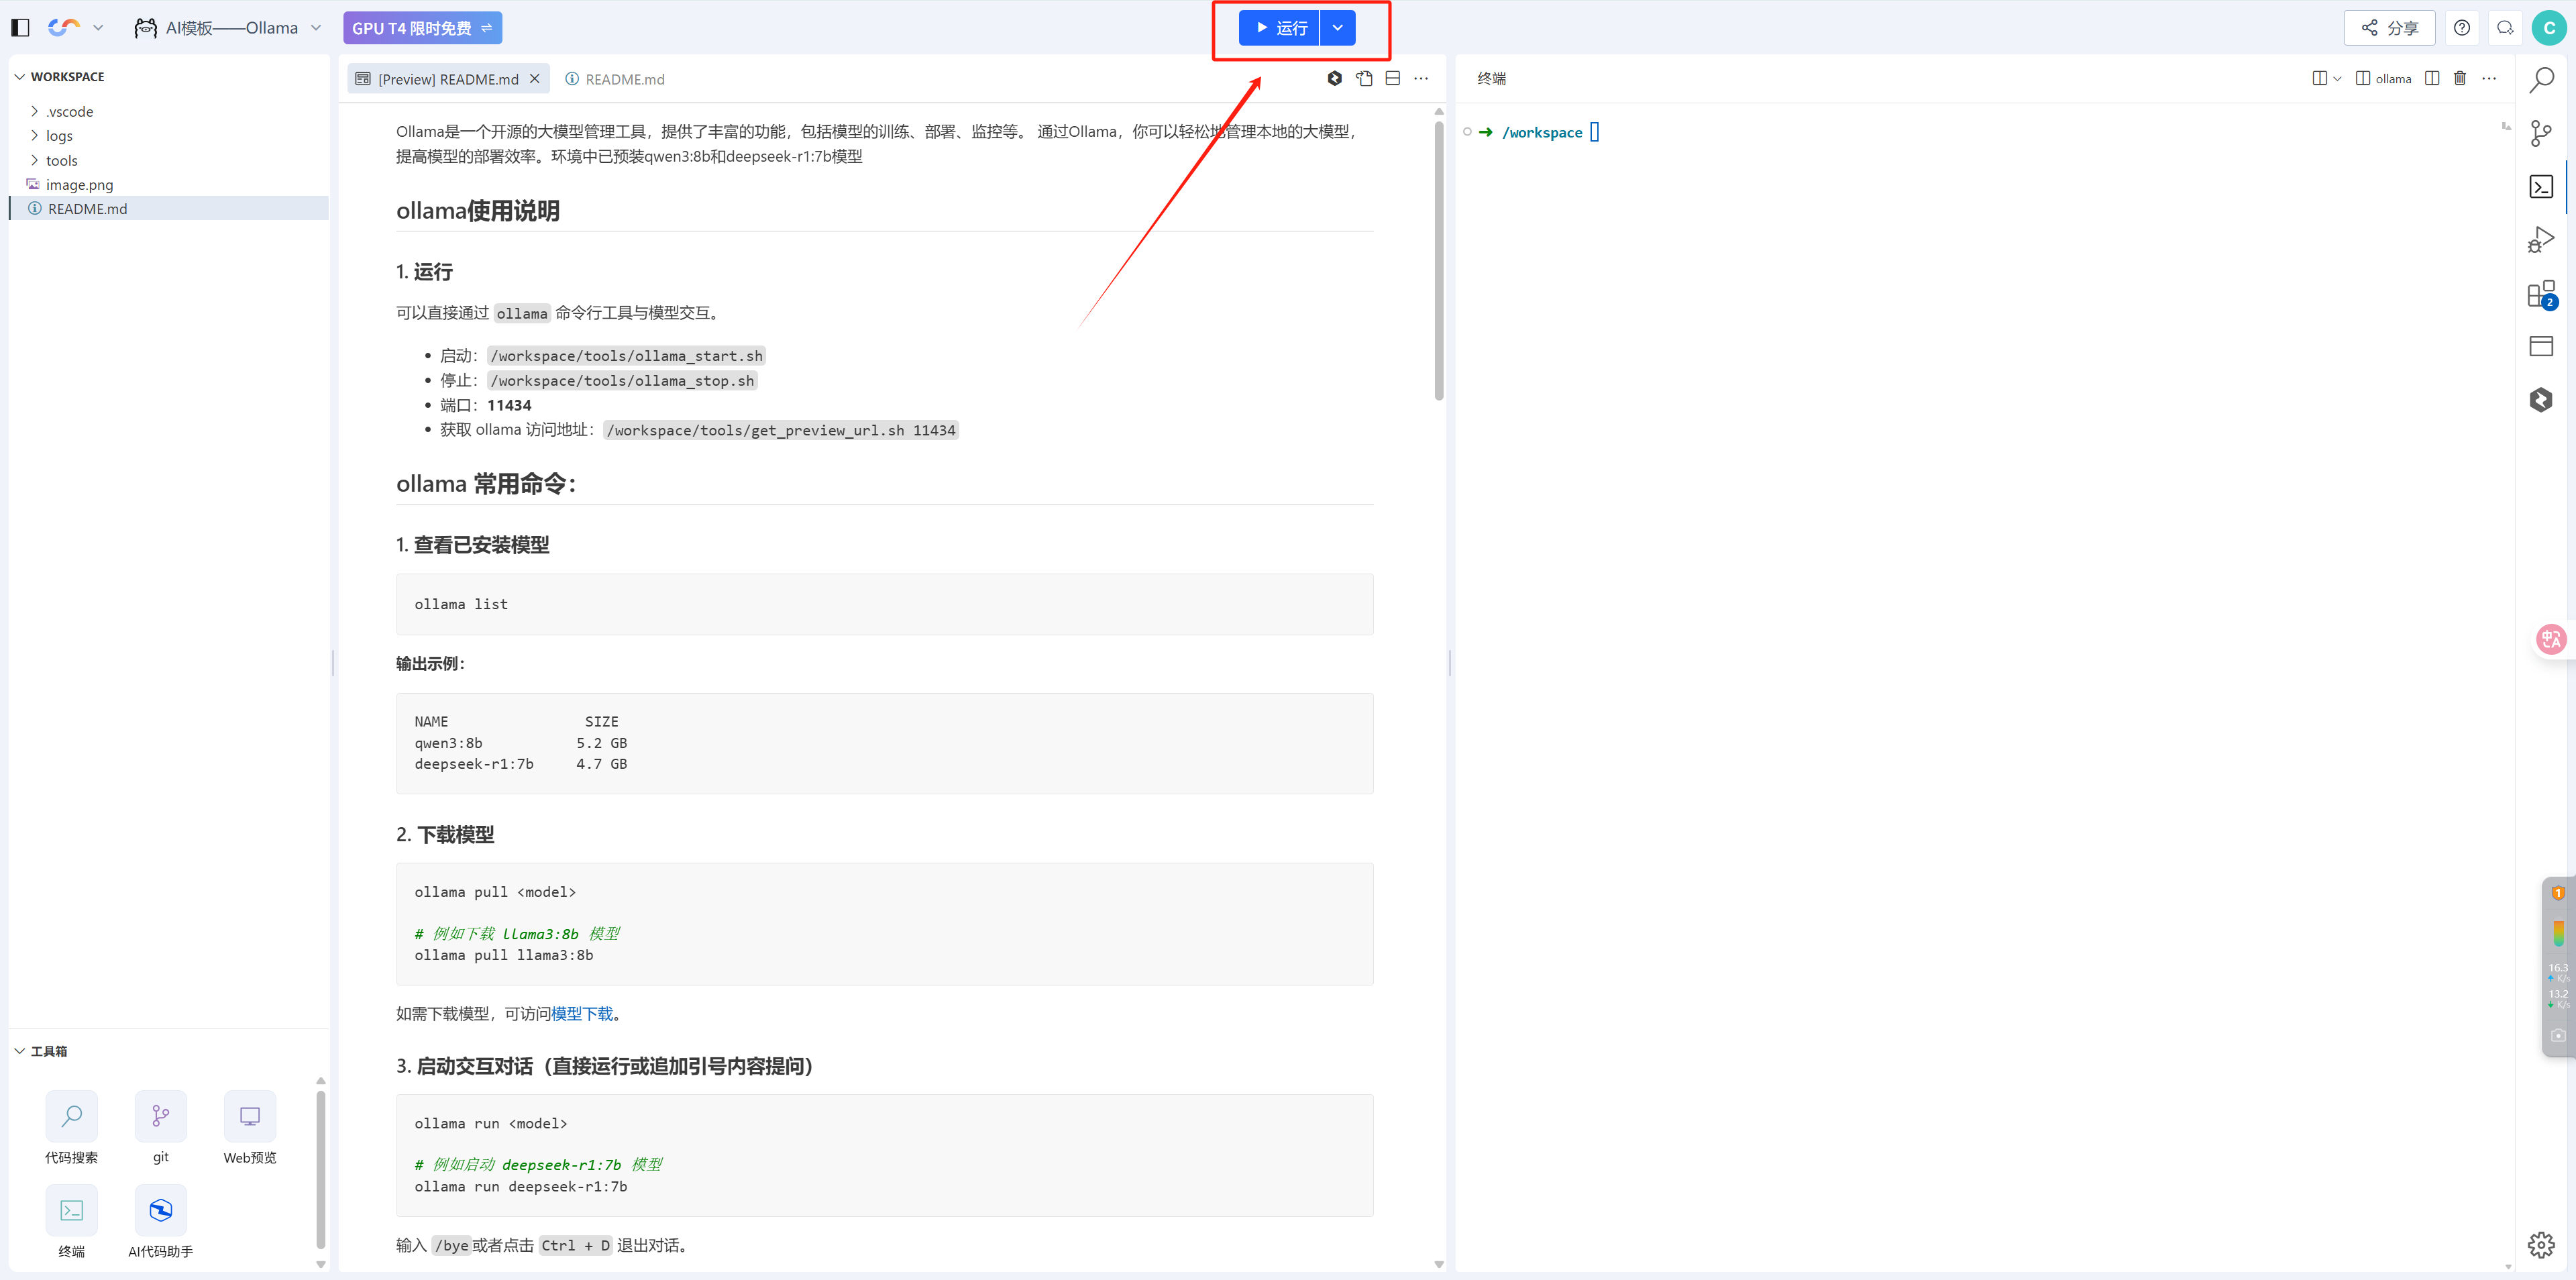 AI模板——Ollama
GPU T4 限时免费
运行
分享
C
WORKSPACE
.vscode
logs
tools
image.png
README.md
[Preview] README.md
README.md
Ollama是一个开源的大模型管理工具，提供了丰富的功能，包括模型的训练、部署、监控等。 通过Ollama，你可以轻松地管理本地的大模型，
提高模型的部署效率。环境中已预装qwen3:8b和deepseek-r1:7b模型
ollama使用说明
1. 运行
可以直接通过 ollama 命令行工具与模型交互。
• 启动：/workspace/tools/ollama_start.sh
• 停止：/workspace/tools/ollama_stop.sh
• 端口：11434
• 获取 ollama 访问地址：/workspace/tools/get_preview_url.sh 11434
ollama 常用命令：
1. 查看已安装模型
ollama list
输出示例：
NAME SIZE
qwen3:8b 5.2 GB
deepseek-r1:7b 4.7 GB
2. 下载模型
ollama pull <model>
# 例如下载 llama3:8b 模型
ollama pull llama3:8b
如需下载模型，可访问模型下载。
3. 启动交互对话（直接运行或追加引号内容提问）
ollama run <model>
# 例如启动 deepseek-r1:7b 模型
ollama run deepseek-r1:7b
输入 /bye或者点击 Ctrl + D 退出对话。
终端
ollama
/workspace
2
中A
1
16.3
K/s
13.2
K/s
工具箱
代码搜索
git
Web预览
终端
AI代码助手